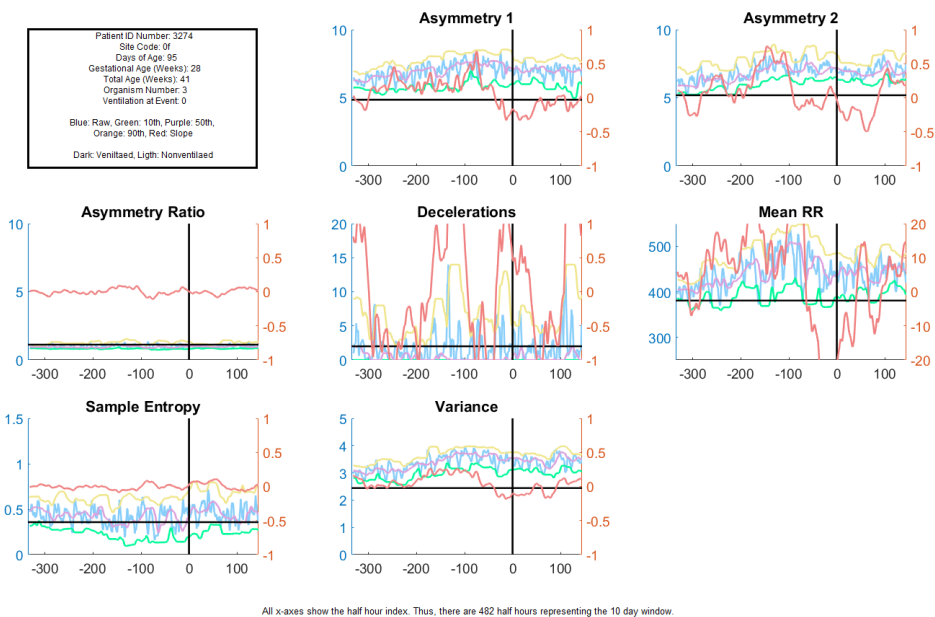 Patient ID Number: 3274
Site Code: 0f
Days of Age: 95
Gestational Age (Weeks): 28
Total Age (Weeks): 41
Organism Number: 3
Ventilation at Event: 0
Blue: Raw, Green: 10th, Purple: 50th,
Orange: 90th, Red: Slope
Dark: Veniltaed, Ligth: Nonventilaed
Asymmetry 1
10
5
0
1
0.5
0
-0.5
-1
-300 -200 -100 0 100
Asymmetry 2
10
5
0
1
0.5
0
-0.5
-1
-300 -200 -100 0 100
Asymmetry Ratio
10
5
0
1
0.5
0
-0.5
-1
-300 -200 -100 0 100
Decelerations
20
15
10
5
0
1
0.5
0
-0.5
-1
-300 -200 -100 0 100
Mean RR
500
400
300
20
10
0
-10
-20
-300 -200 -100 0 100
Sample Entropy
1.5
1
0.5
0
1
0.5
0
-0.5
-1
-300 -200 -100 0 100
Variance
5
4
3
2
1
0
1
0.5
0
-0.5
-1
-300 -200 -100 0 100
All x-axes show the half hour index. Thus, there are 482 half hours representing the 10 day window.